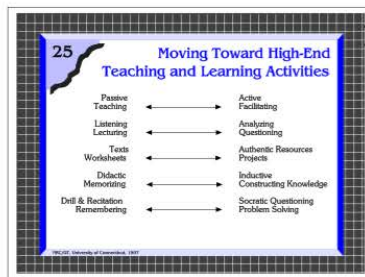 25
Moving Toward High-End
Teaching and Learning Activities
Passive
Teaching
Active
Facilitating
Listening
Lecturing
Analyzing
Questioning
Texts
Worksheets
Authentic Resources
Projects
Didactic
Memorizing
Inductive
Constructing Knowledge
Drill & Recitation
Remembering
Socratic Questioning
Problem Solving
NRC/GT, University of Connecticut, 1997